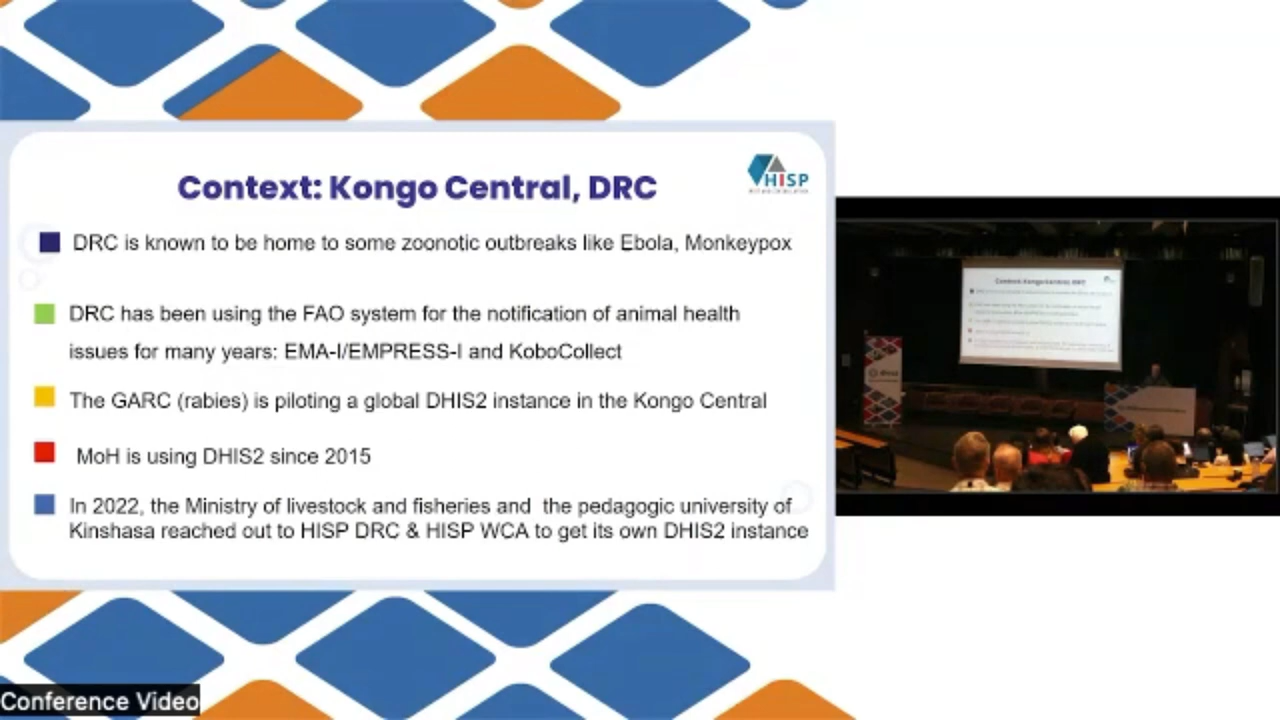 Context: Kongo Central, DRC
HISP
DRC is known to be home to some zoonotic outbreaks like Ebola, Monkeypox
DRC has been using the FAO system for the notification of animal health
issues for many years: EMA-I/EMPRESS-I and KoboCollect
The GARC (rabies) is piloting a global DHIS2 instance in the Kongo Central
MoH is using DHIS2 since 2015
In 2022, the Ministry of livestock and fisheries and the pedagogic university of
Kinshasa reached out to HISP DRC & HISP WCA to get its own DHIS2 instance
Context: Kongo Central, DRC
Conference Video